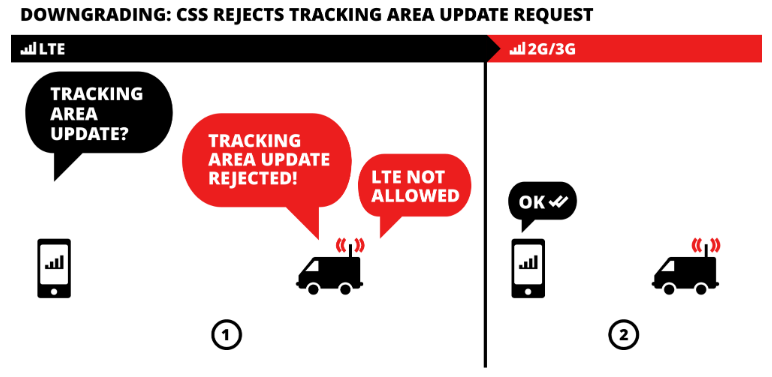 DOWNGRADING: CSS REJECTS TRACKING AREA UPDATE REQUEST
LTE
2G/3G
TRACKING
AREA
UPDATE?
TRACKING
AREA UPDATE
REJECTED!
LTE NOT
ALLOWED
OK
1
2